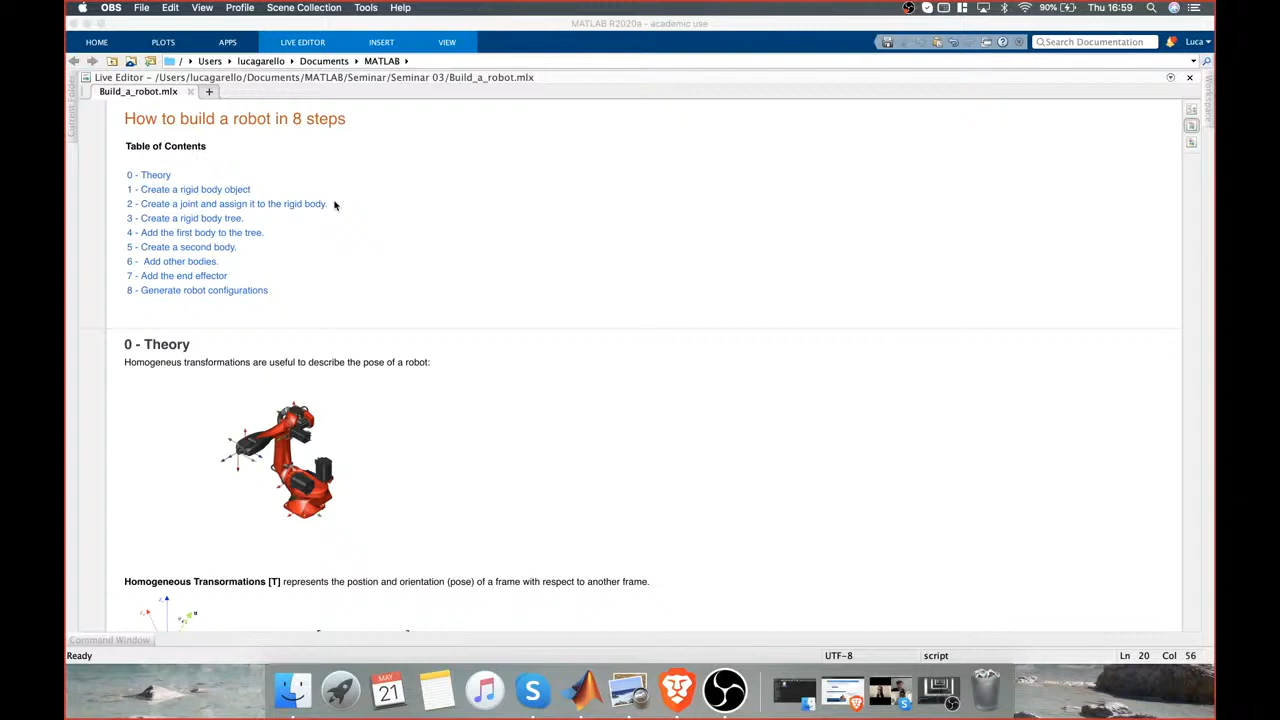 OBS File Edit View Profile Scene Collection Tools Help 90% Thu 16:59
MATLAB R2020a - academic use
HOME PLOTS APPS LIVE EDITOR INSERT VIEW Search Documentation Luca
/ Users lucagarello Documents MATLAB
Live Editor - /Users/lucagarello/Documents/MATLAB/Seminar/Seminar 03/Build_a_robot.mlx
Build_a_robot.mlx
Current Folder
Workspace
How to build a robot in 8 steps
Table of Contents
0 - Theory
1 - Create a rigid body object
2 - Create a joint and assign it to the rigid body.
3 - Create a rigid body tree.
4 - Add the first body to the tree.
5 - Create a second body.
6 - Add other bodies.
7 - Add the end effector
8 - Generate robot configurations
0 - Theory
Homogeneus transformations are useful to describe the pose of a robot:
Homogeneous Transormations [T] represents the postion and orientation (pose) of a frame with respect to another frame.
Command Window
Ready UTF-8 script Ln 20 Col 56
MAY
21